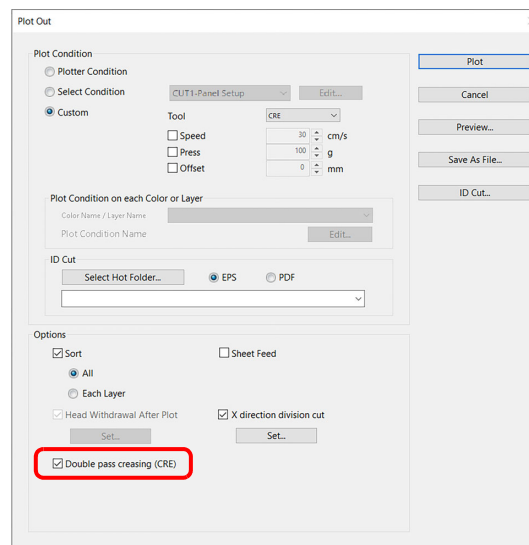 Plot Out
Plot Condition
Plotter Condition
Select Condition
CUT1-Panel Setup
Edit...
Custom
Tool
CRE
Speed
30
cm/s
Press
100
g
Offset
0
mm
Plot Condition on each Color or Layer
Color Name / Layer Name
Plot Condition Name
Edit...
ID Cut
Select Hot Folder...
EPS
PDF
Options
Sort
Sheet Feed
All
Each Layer
Head Withdrawal After Plot
X direction division cut
Set...
Set...
Double pass creasing (CRE)
Plot
Cancel
Preview...
Save As File...
ID Cut...